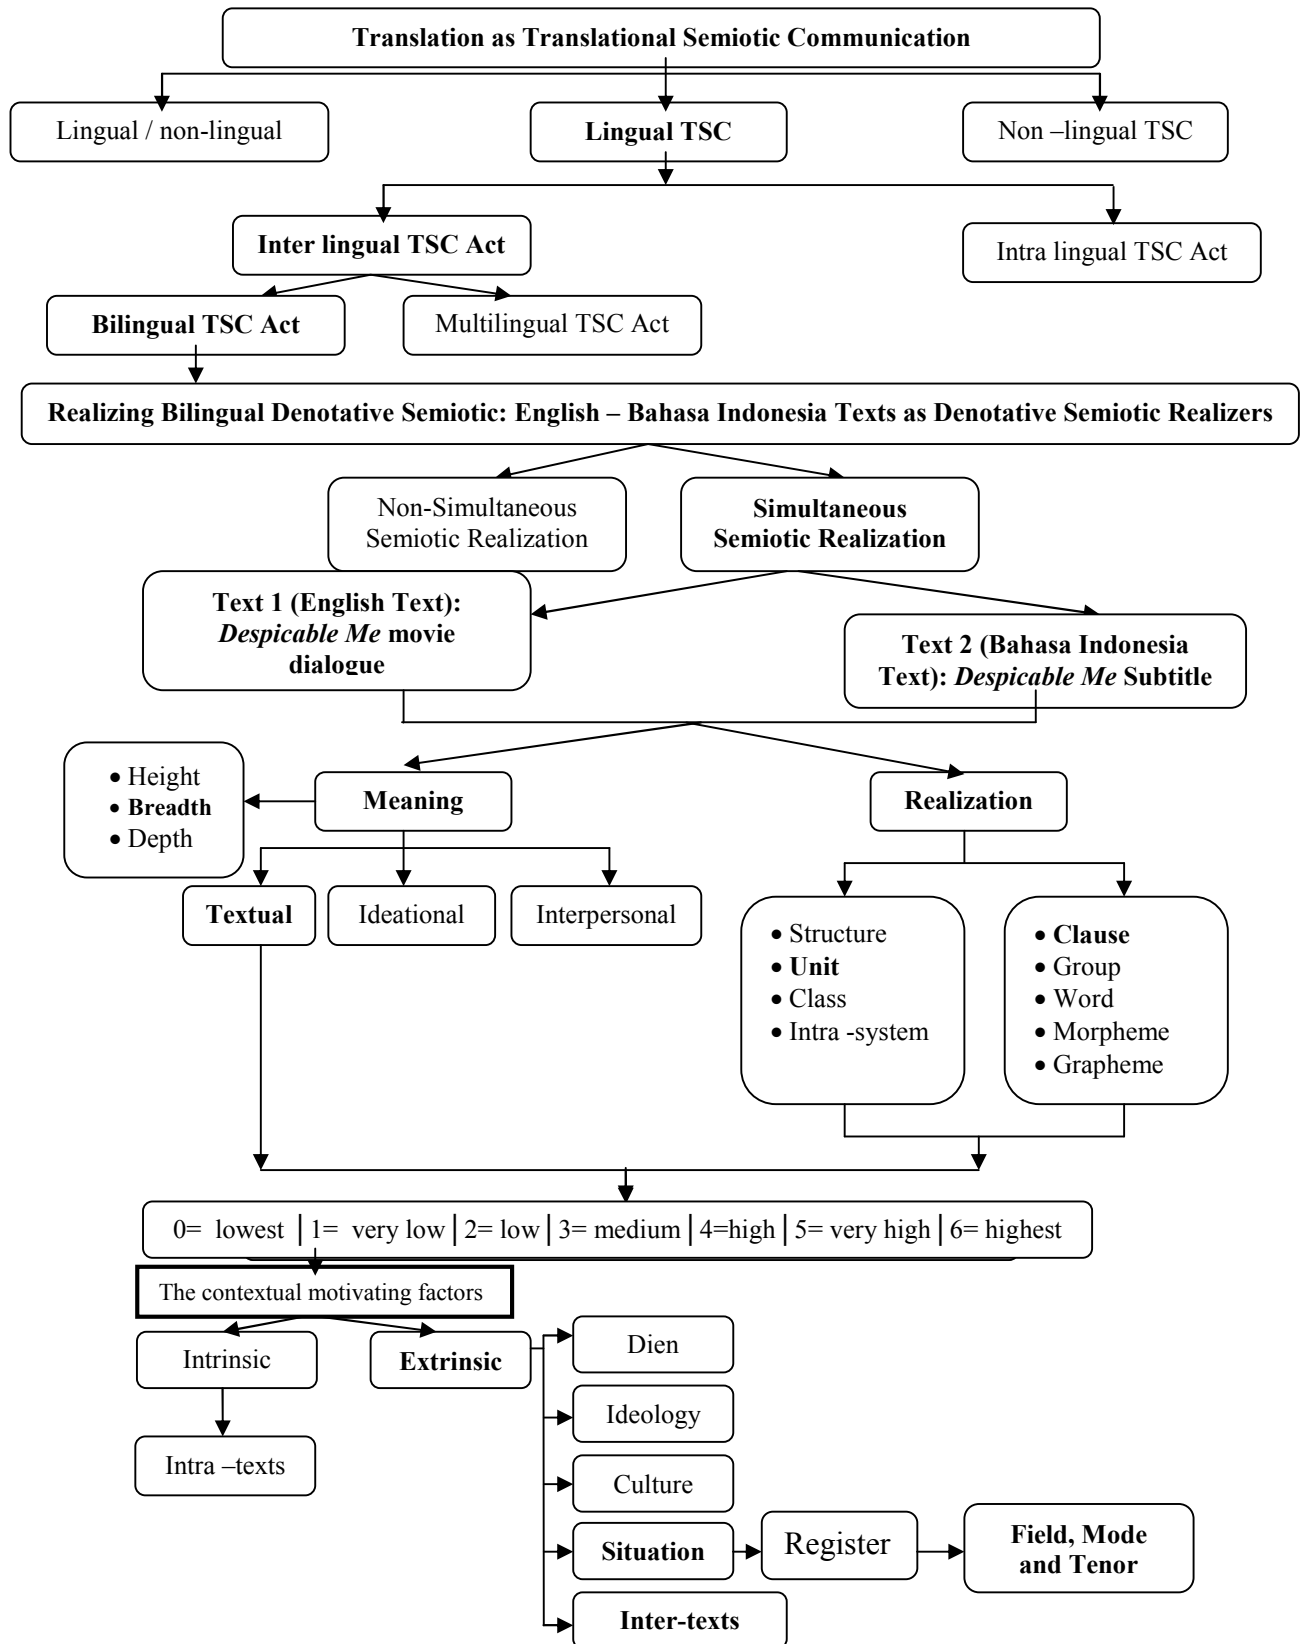 Translation as Translational Semiotic Communication
Lingual / non-lingual
Lingual TSC
Non –lingual TSC
Inter lingual TSC Act
Intra lingual TSC Act
Bilingual TSC Act
Multilingual TSC Act
Realizing Bilingual Denotative Semiotic: English – Bahasa Indonesia Texts as Denotative Semiotic Realizers
Non-Simultaneous
Semiotic Realization
Simultaneous
Semiotic Realization
Text 1 (English Text):
Despicable Me movie
dialogue
Text 2 (Bahasa Indonesia
Text): Despicable Me Subtitle
• Height
• Breadth
• Depth
Meaning
Realization
Textual
Ideational
Interpersonal
• Structure
• Unit
• Class
• Intra -system
• Clause
• Group
• Word
• Morpheme
• Grapheme
0= lowest | 1= very low | 2= low | 3= medium | 4=high | 5= very high | 6= highest
The contextual motivating factors
Intrinsic
Extrinsic
Intra –texts
Dien
Ideology
Culture
Situation
Register
Field, Mode
and Tenor
Inter-texts